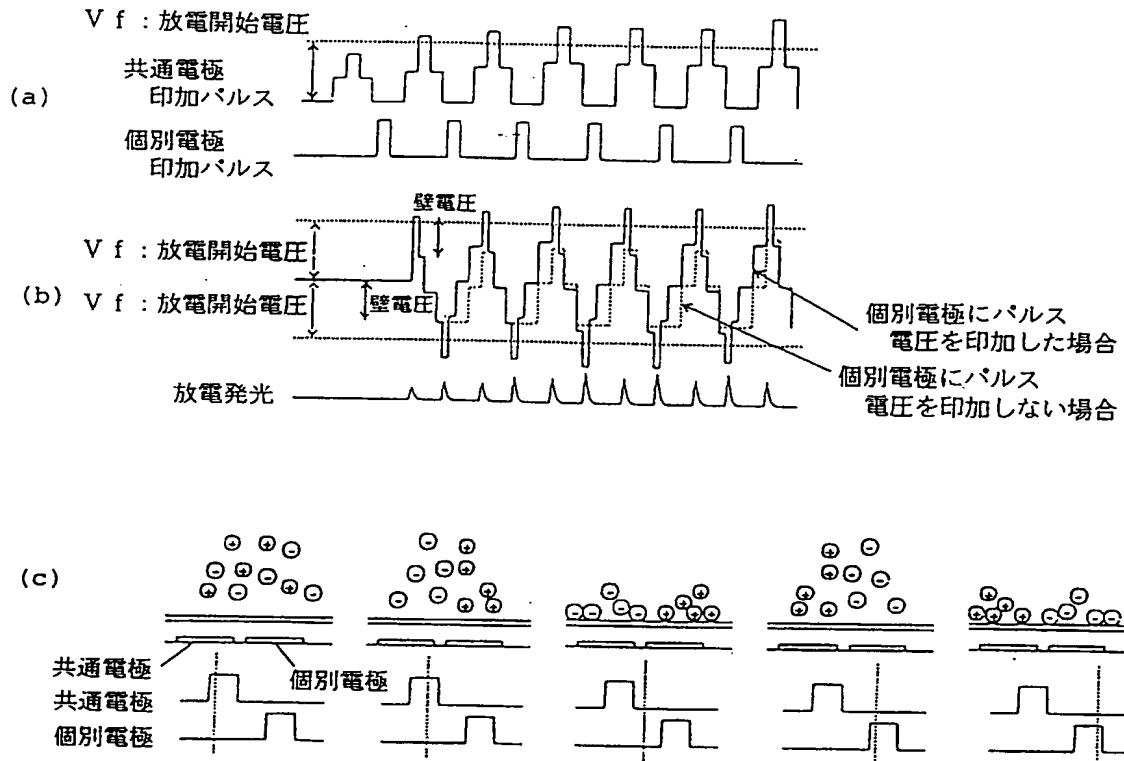 Ｖｆ：放電開始電圧
(a)
共通電極
印加パルス
個別電極
印加パルス
(b)
壁電圧
Ｖｆ：放電開始電圧
Ｖｆ：放電開始電圧
壁電圧
個別電極にパルス
電圧を印加した場合
個別電極にパルス
電圧を印加しない場合
放電発光
(c)
共通電極
個別電極
共通電極
個別電極